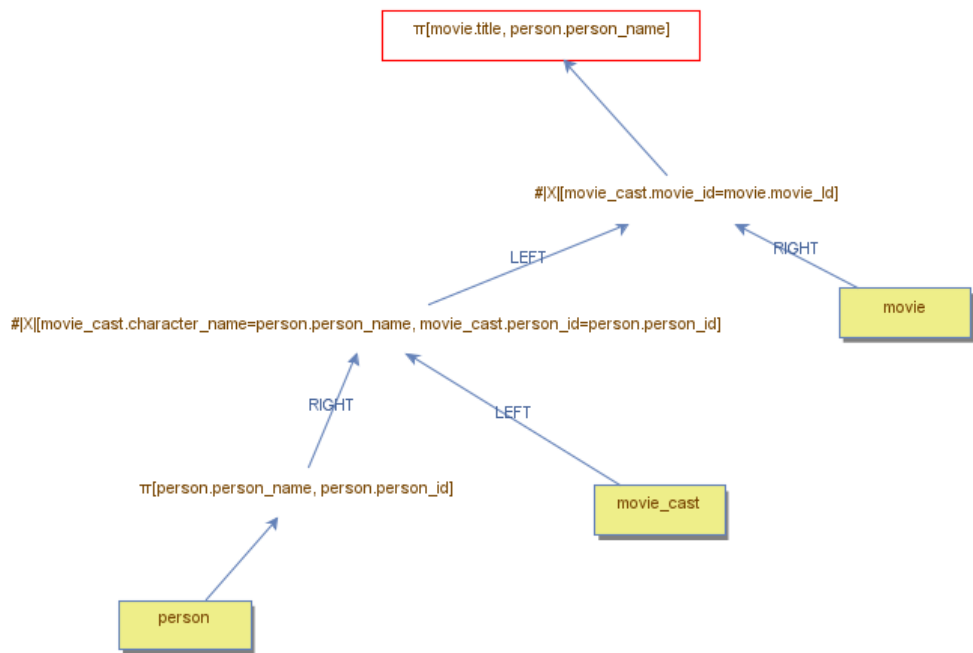 π[movie.title, person.person_name]
#|X|[movie_cast.movie_id=movie.movie_Id]
LEFT
RIGHT
movie
#|X|[movie_cast.character_name=person.person_name, movie_cast.person_id=person.person_id]
RIGHT
LEFT
π[person.person_name, person.person_id]
movie_cast
person